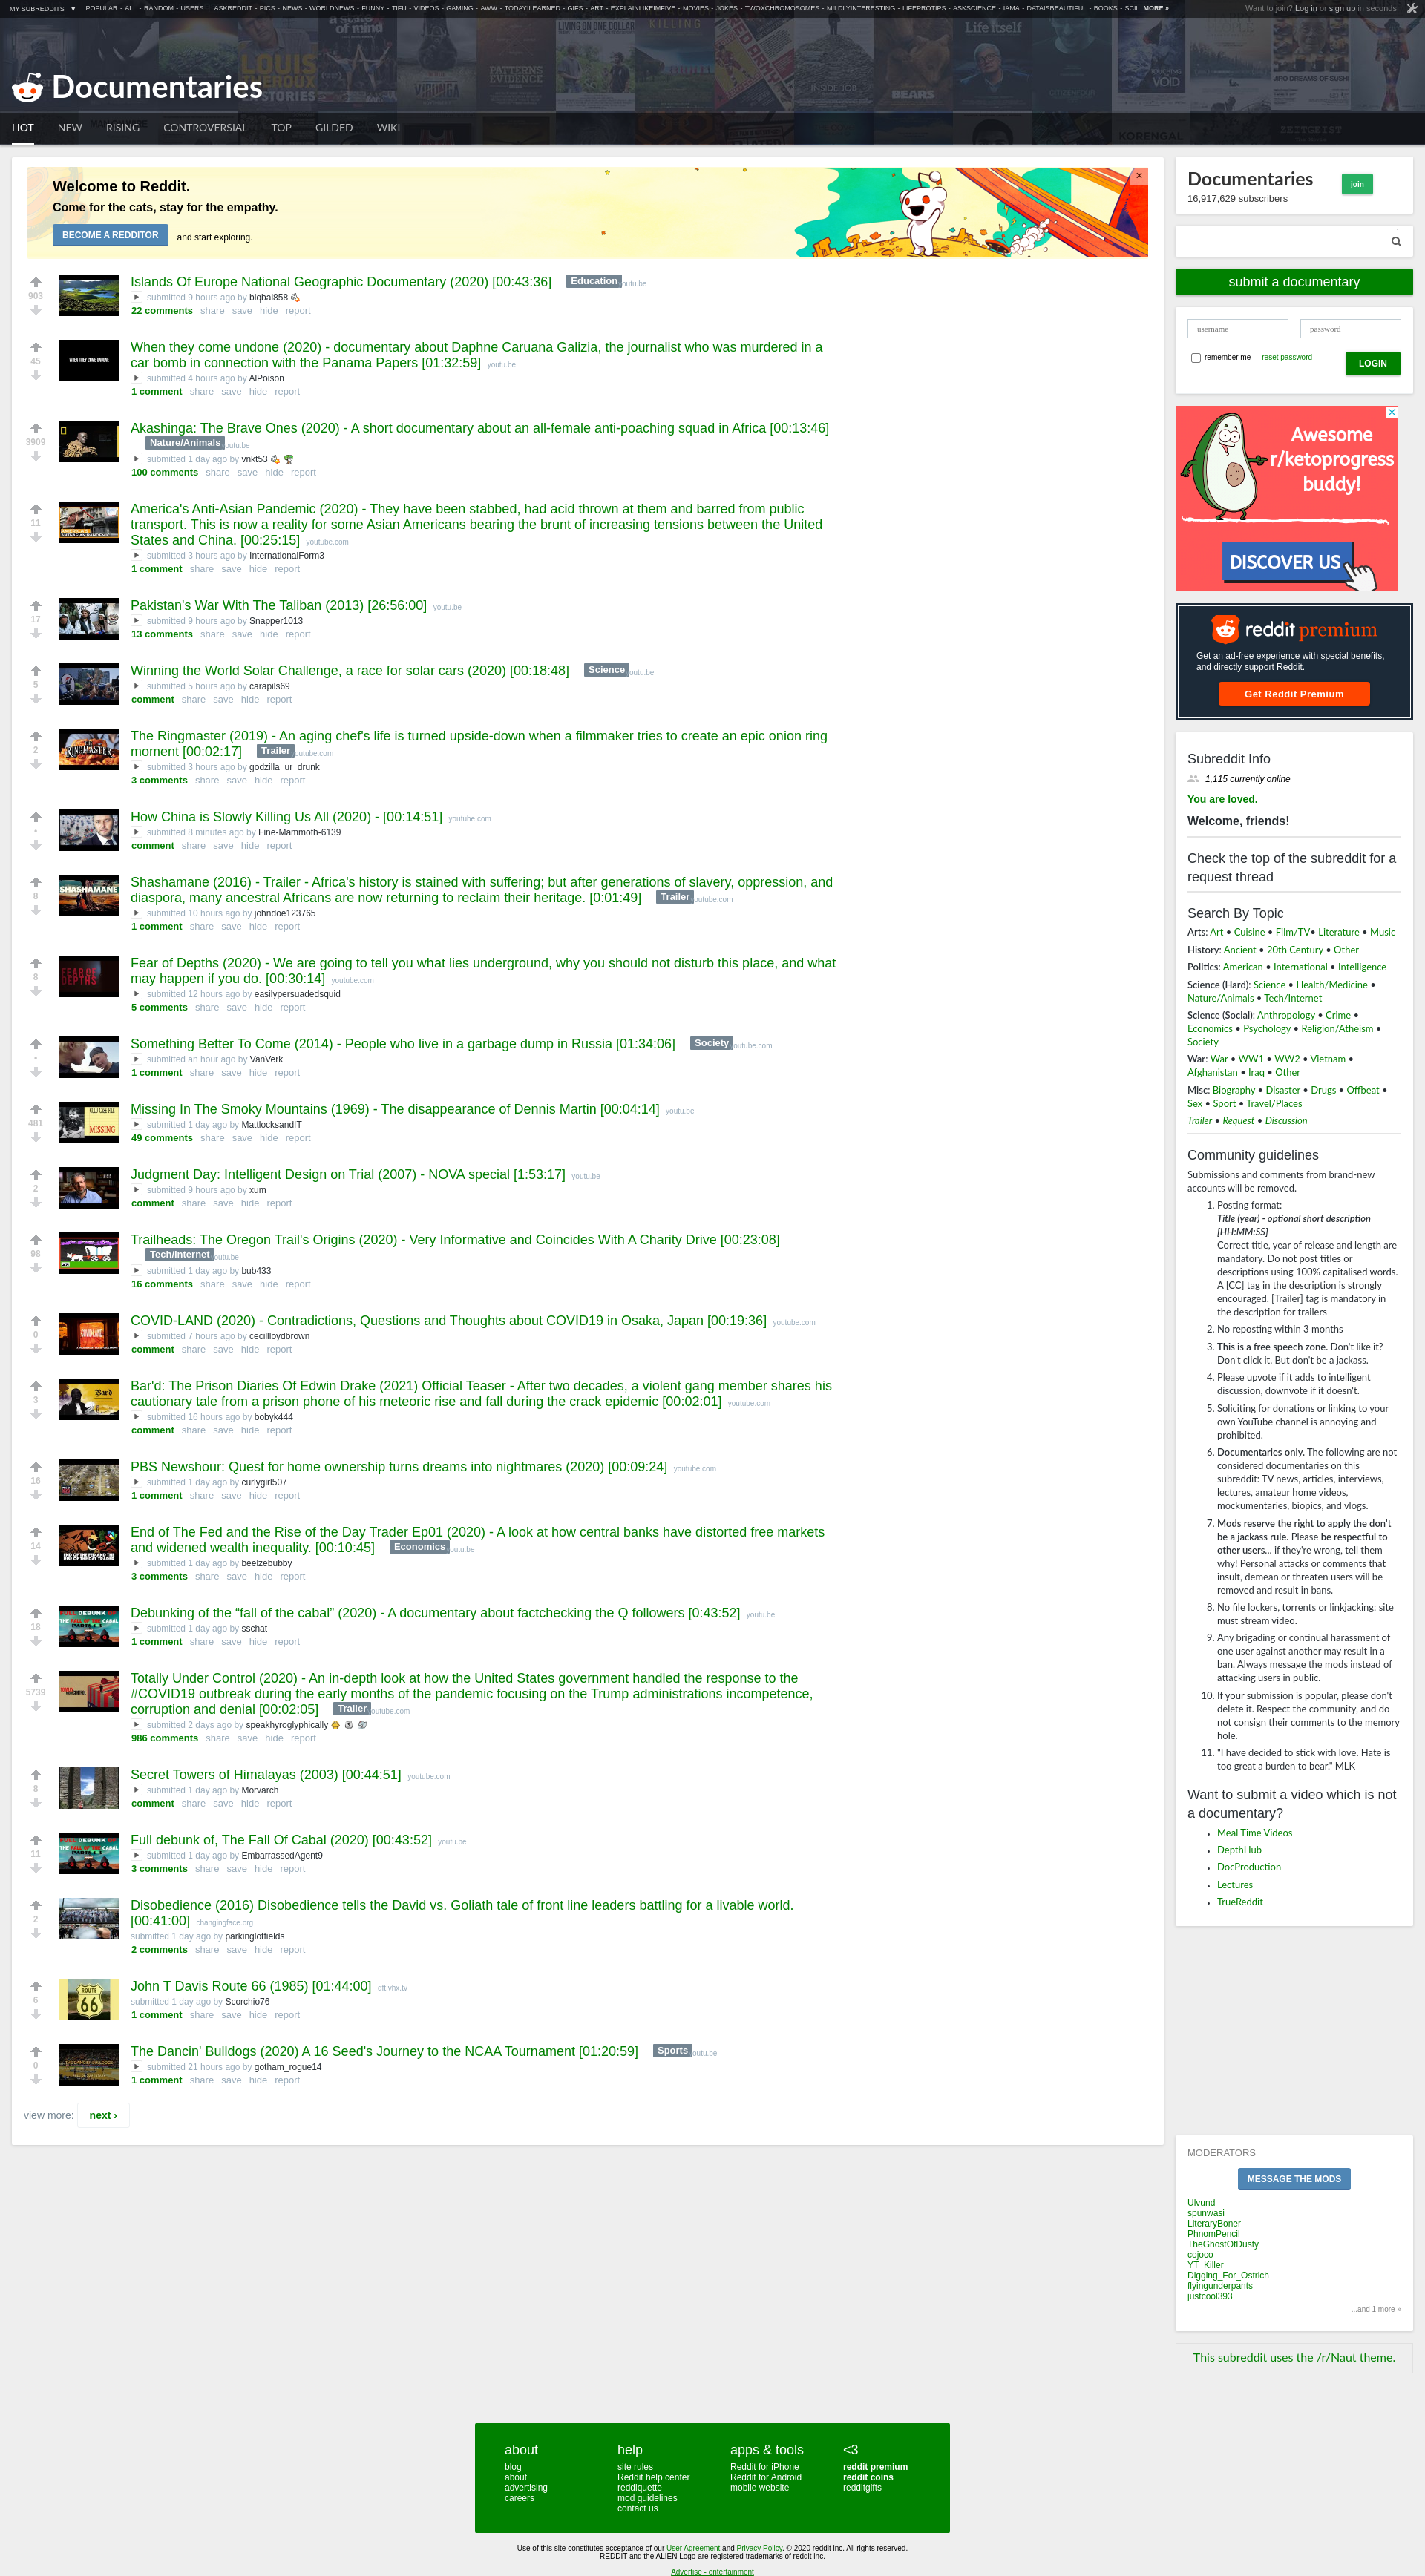 MY SUBREDDITS ▼ POPULAR - ALL - RANDOM - USERS | ASKREDDIT - PICS - NEWS - WORLDNEWS - FUNNY - TIFU - VIDEOS - GAMING - AWW - TODAYILEARNED - GIFS - ART - EXPLAINLIKEIMFIVE - MOVIES - JOKES - TWOXCHROMOSOMES - MILDLYINTERESTING - LIFEPROTIPS - ASKSCIENCE - IAMA - DATAISBEAUTIFUL - BOOKS - SCII MORE »
Want to join? Log in or sign up in seconds. |
Documentaries
HOT NEW RISING CONTROVERSIAL TOP GILDED WIKI
Welcome to Reddit.
Come for the cats, stay for the empathy.
BECOME A REDDITOR and start exploring.
×
903
Islands Of Europe National Geographic Documentary (2020) [00:43:36] Education outu.be
submitted 9 hours ago by biqbal858
22 comments share save hide report
45
WHEN THEY COME UNDONE
When they come undone (2020) - documentary about Daphne Caruana Galizia, the journalist who was murdered in a
car bomb in connection with the Panama Papers [01:32:59] youtu.be
submitted 4 hours ago by AlPoison
1 comment share save hide report
3909
Akashinga: The Brave Ones (2020) - A short documentary about an all-female anti-poaching squad in Africa [00:13:46]
Nature/Animals outu.be
submitted 1 day ago by vnkt53
100 comments share save hide report
11
America's Anti-Asian Pandemic (2020) - They have been stabbed, had acid thrown at them and barred from public
transport. This is now a reality for some Asian Americans bearing the brunt of increasing tensions between the United
States and China. [00:25:15] youtube.com
submitted 3 hours ago by InternationalForm3
1 comment share save hide report
17
Pakistan's War With The Taliban (2013) [26:56:00] youtu.be
submitted 9 hours ago by Snapper1013
13 comments share save hide report
5
Winning the World Solar Challenge, a race for solar cars (2020) [00:18:48] Science outu.be
submitted 5 hours ago by carapils69
comment share save hide report
2
RINGMASTER
The Ringmaster (2019) - An aging chef's life is turned upside-down when a filmmaker tries to create an epic onion ring
moment [00:02:17] Trailer outube.com
submitted 3 hours ago by godzilla_ur_drunk
3 comments share save hide report
•
How China is Slowly Killing Us All (2020) - [00:14:51] youtube.com
submitted 8 minutes ago by Fine-Mammoth-6139
comment share save hide report
8
SHASHAMANE
Shashamane (2016) - Trailer - Africa's history is stained with suffering; but after generations of slavery, oppression, and
diaspora, many ancestral Africans are now returning to reclaim their heritage. [0:01:49] Trailer outube.com
submitted 10 hours ago by johndoe123765
1 comment share save hide report
8
FEAR OF DEPTHS
Fear of Depths (2020) - We are going to tell you what lies underground, why you should not disturb this place, and what
may happen if you do. [00:30:14] youtube.com
submitted 12 hours ago by easilypersuadedsquid
5 comments share save hide report
•
Something Better To Come (2014) - People who live in a garbage dump in Russia [01:34:06] Society outube.com
submitted an hour ago by VanVerk
1 comment share save hide report
481
COLD CASE FILE
MISSING
Missing In The Smoky Mountains (1969) - The disappearance of Dennis Martin [00:04:14] youtu.be
submitted 1 day ago by MattlocksandIT
49 comments share save hide report
2
Judgment Day: Intelligent Design on Trial (2007) - NOVA special [1:53:17] youtu.be
submitted 9 hours ago by xum
comment share save hide report
98
Trailheads: The Oregon Trail's Origins (2020) - Very Informative and Coincides With A Charity Drive [00:23:08]
Tech/Internet outu.be
submitted 1 day ago by bub433
16 comments share save hide report
0
COVID-LAND (2020) - Contradictions, Questions and Thoughts about COVID19 in Osaka, Japan [00:19:36] youtube.com
submitted 7 hours ago by cecillloydbrown
comment share save hide report
3
Bar'd
Bar'd: The Prison Diaries Of Edwin Drake (2021) Official Teaser - After two decades, a violent gang member shares his
cautionary tale from a prison phone of his meteoric rise and fall during the crack epidemic [00:02:01] youtube.com
submitted 16 hours ago by bobyk444
comment share save hide report
16
PBS Newshour: Quest for home ownership turns dreams into nightmares (2020) [00:09:24] youtube.com
submitted 1 day ago by curlygirl507
1 comment share save hide report
14
END OF THE FED AND THE
RISE OF THE DAY TRADER
End of The Fed and the Rise of the Day Trader Ep01 (2020) - A look at how central banks have distorted free markets
and widened wealth inequality. [00:10:45] Economics outu.be
submitted 1 day ago by beelzebubby
3 comments share save hide report
18
Debunking of the “fall of the cabal” (2020) - A documentary about factchecking the Q followers [0:43:52] youtu.be
submitted 1 day ago by sschat
1 comment share save hide report
5739
Totally Under Control (2020) - An in-depth look at how the United States government handled the response to the
#COVID19 outbreak during the early months of the pandemic focusing on the Trump administrations incompetence,
corruption and denial [00:02:05] Trailer outube.com
submitted 2 days ago by speakhyroglyphically
986 comments share save hide report
8
Secret Towers of Himalayas (2003) [00:44:51] youtube.com
submitted 1 day ago by Morvarch
comment share save hide report
11
Full debunk of, The Fall Of Cabal (2020) [00:43:52] youtu.be
submitted 1 day ago by EmbarrassedAgent9
3 comments share save hide report
2
Disobedience (2016) Disobedience tells the David vs. Goliath tale of front line leaders battling for a livable world.
[00:41:00] changingface.org
submitted 1 day ago by parkinglotfields
2 comments share save hide report
6
ROUTE
66
John T Davis Route 66 (1985) [01:44:00] qft.vhx.tv
submitted 1 day ago by Scorchio76
1 comment share save hide report
0
The Dancin' Bulldogs (2020) A 16 Seed's Journey to the NCAA Tournament [01:20:59] Sports outu.be
submitted 21 hours ago by gotham_rogue14
1 comment share save hide report
view more: next ›
Documentaries join
16,917,629 subscribers
submit a documentary
username password
remember me reset password LOGIN
Awesome
r/ketoprogress
buddy!
DISCOVER US
reddit premium
Get an ad-free experience with special benefits,
and directly support Reddit.
Get Reddit Premium
Subreddit Info
1,115 currently online
You are loved.
Welcome, friends!
Check the top of the subreddit for a
request thread
Search By Topic
Arts: Art • Cuisine • Film/TV• Literature • Music
History: Ancient • 20th Century • Other
Politics: American • International • Intelligence
Science (Hard): Science • Health/Medicine •
Nature/Animals • Tech/Internet
Science (Social): Anthropology • Crime •
Economics • Psychology • Religion/Atheism •
Society
War: War • WW1 • WW2 • Vietnam •
Afghanistan • Iraq • Other
Misc: Biography • Disaster • Drugs • Offbeat •
Sex • Sport • Travel/Places
Trailer • Request • Discussion
Community guidelines
Submissions and comments from brand-new
accounts will be removed.
1. Posting format:
Title (year) - optional short description
[HH:MM:SS]
Correct title, year of release and length are
mandatory. Do not post titles or
descriptions using 100% capitalised words.
A [CC] tag in the description is strongly
encouraged. [Trailer] tag is mandatory in
the description for trailers
2. No reposting within 3 months
3. This is a free speech zone. Don't like it?
Don't click it. But don't be a jackass.
4. Please upvote if it adds to intelligent
discussion, downvote if it doesn't.
5. Soliciting for donations or linking to your
own YouTube channel is annoying and
prohibited.
6. Documentaries only. The following are not
considered documentaries on this
subreddit: TV news, articles, interviews,
lectures, amateur home videos,
mockumentaries, biopics, and vlogs.
7. Mods reserve the right to apply the don't
be a jackass rule. Please be respectful to
other users... if they're wrong, tell them
why! Personal attacks or comments that
insult, demean or threaten users will be
removed and result in bans.
8. No file lockers, torrents or linkjacking: site
must stream video.
9. Any brigading or continual harassment of
one user against another may result in a
ban. Always message the mods instead of
attacking users in public.
10. If your submission is popular, please don't
delete it. Respect the community, and do
not consign their comments to the memory
hole.
11. "I have decided to stick with love. Hate is
too great a burden to bear." MLK
Want to submit a video which is not
a documentary?
• Meal Time Videos
• DepthHub
• DocProduction
• Lectures
• TrueReddit
MODERATORS
MESSAGE THE MODS
Ulvund
spunwasi
LiteraryBoner
PhnomPencil
TheGhostOfDusty
cojoco
YT_Killer
Digging_For_Ostrich
flyingunderpants
justcool393
...and 1 more »
This subreddit uses the /r/Naut theme.
about
blog
about
advertising
careers
help
site rules
Reddit help center
reddiquette
mod guidelines
contact us
apps & tools
Reddit for iPhone
Reddit for Android
mobile website
<3
reddit premium
reddit coins
redditgifts
Use of this site constitutes acceptance of our User Agreement and Privacy Policy. © 2020 reddit inc. All rights reserved.
REDDIT and the ALIEN Logo are registered trademarks of reddit inc.
Advertise - entertainment